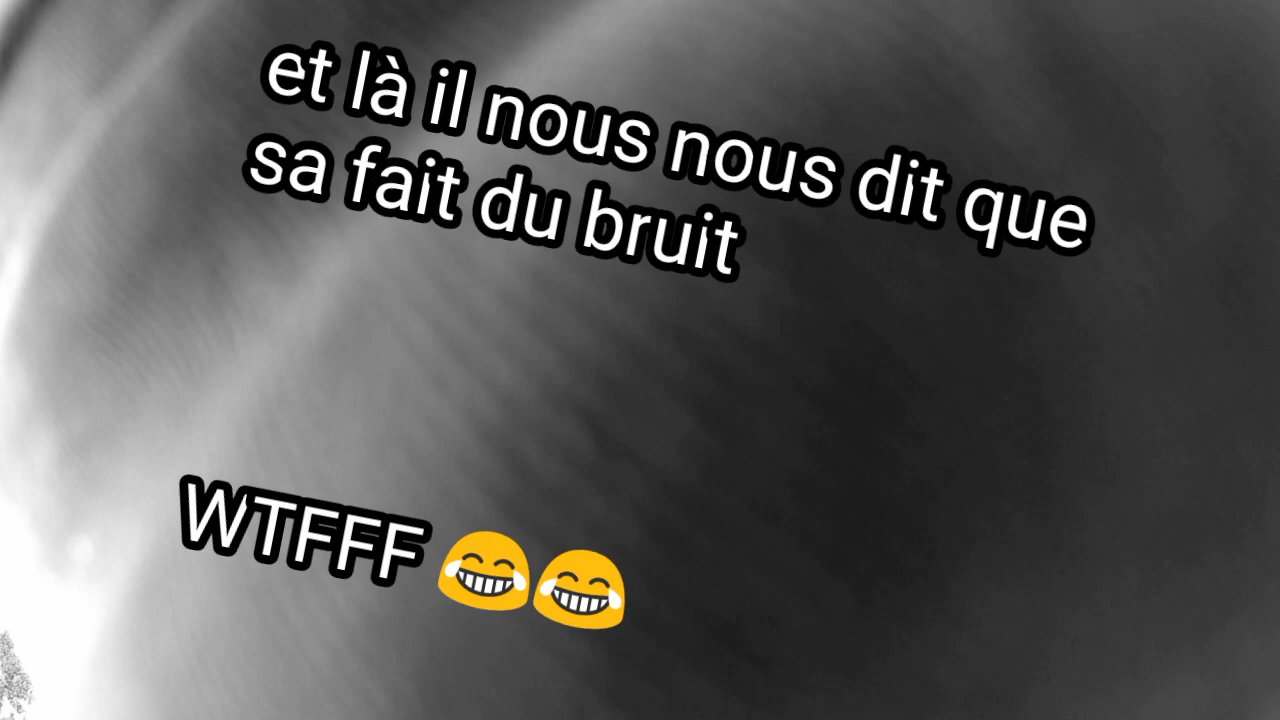 et là il nous nous dit que
sa fait du bruit
WTFFF 😂😂